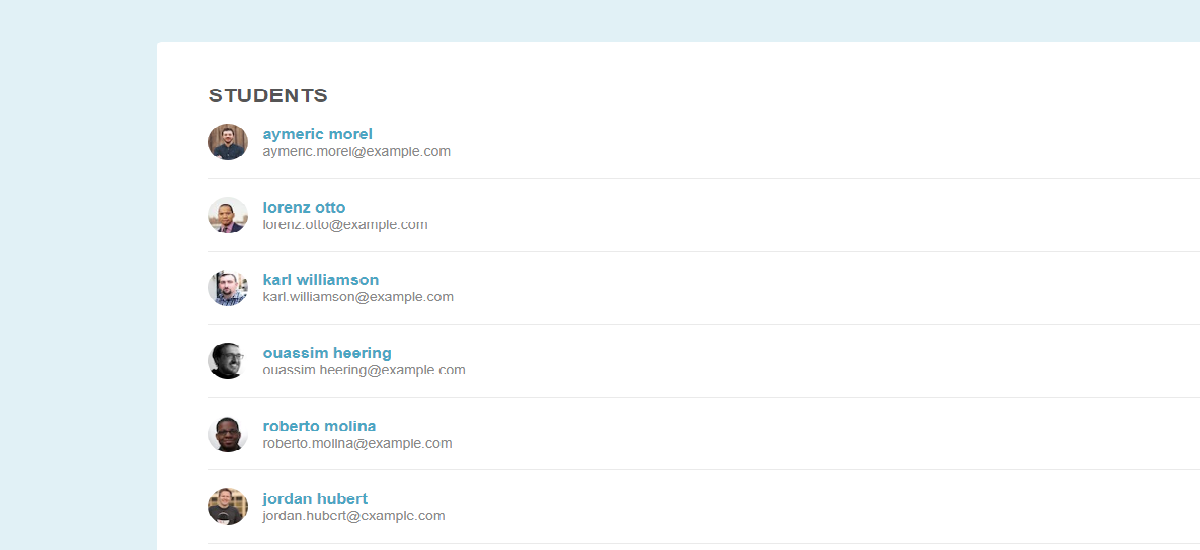 STUDENTS
aymeric morel
aymeric.morel@example.com
lorenz otto
lorenz.otto@example.com
karl williamson
karl.williamson@example.com
ouassim heering
ouassim.heering@example.com
roberto molina
roberto.molina@example.com
jordan hubert
jordan.hubert@example.com